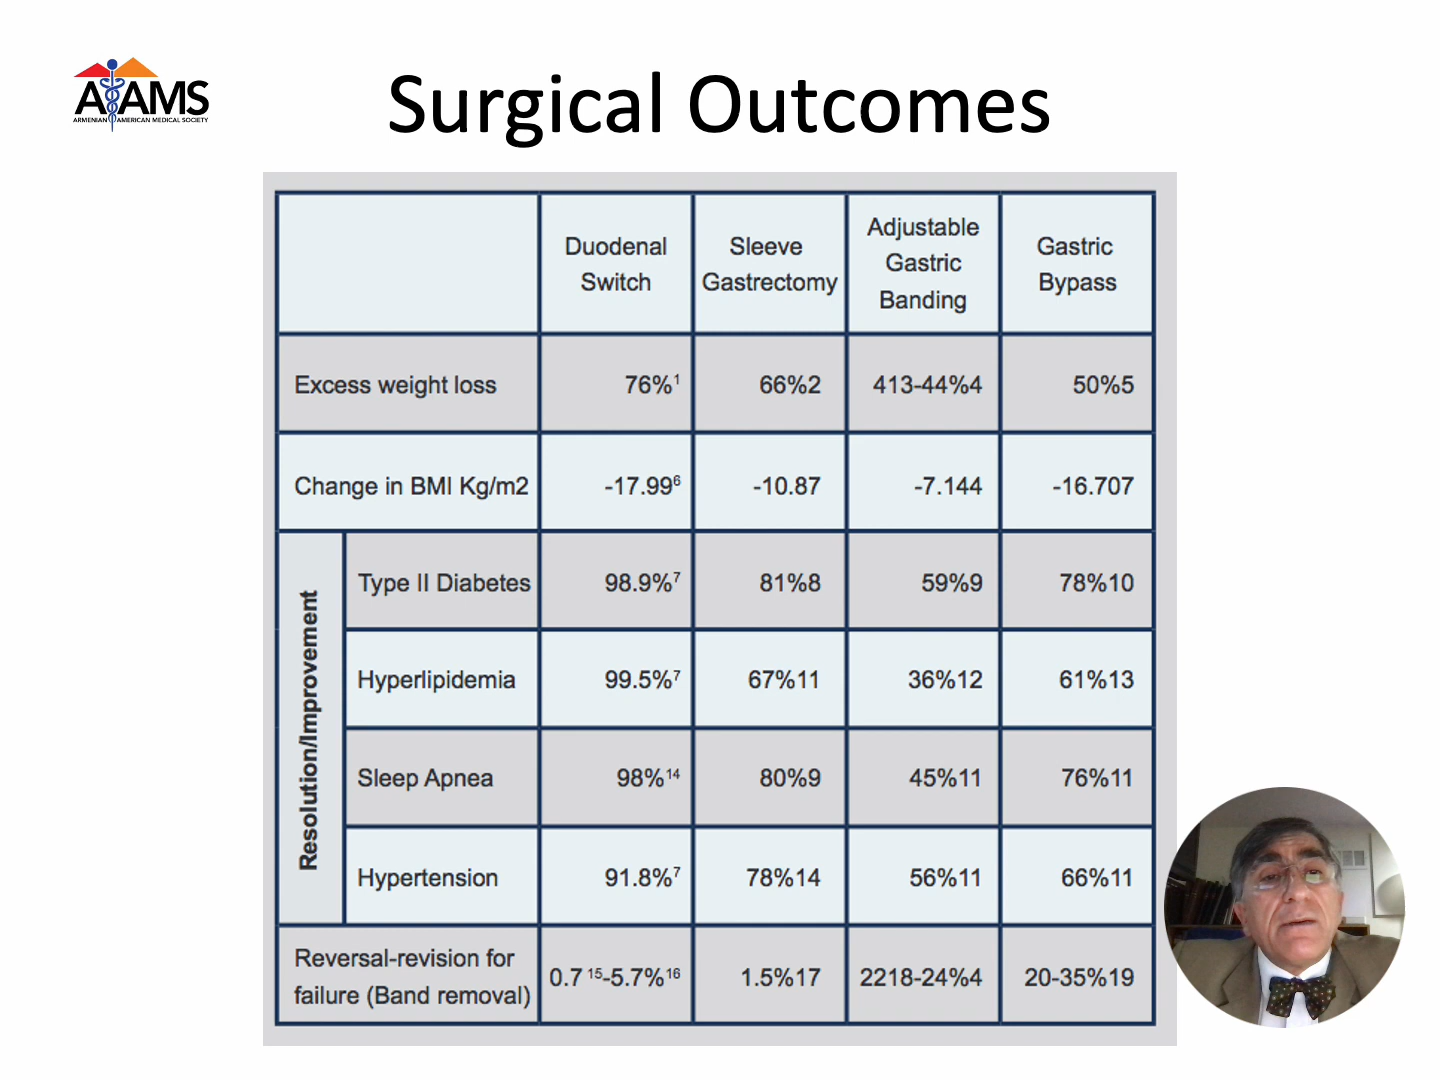 AAMS
ARMENIAN AMERICAN MEDICAL SOCIETY
Surgical Outcomes
Duodenal Switch
Sleeve Gastrectomy
Adjustable Gastric Banding
Gastric Bypass
Excess weight loss 76%¹ 66%2 413-44%4 50%5
Change in BMI Kg/m2 -17.99⁶ -10.87 -7.144 -16.707
Resolution/Improvement
Type II Diabetes 98.9%⁷ 81%8 59%9 78%10
Hyperlipidemia 99.5%⁷ 67%11 36%12 61%13
Sleep Apnea 98%¹⁴ 80%9 45%11 76%11
Hypertension 91.8%⁷ 78%14 56%11 66%11
Reversal-revision for failure (Band removal) 0.7 ¹⁵-5.7%¹⁶ 1.5%17 2218-24%4 20-35%19